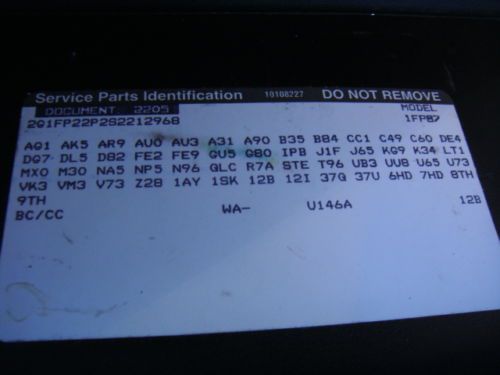 Service Parts Identification 10108227 DO NOT REMOVE
DOCUMENT 2205 MODEL
2G1FP22P2S2212968 1FP87
AG1 AK5 AR9 AU0 AU3 A31 A90 B35 B84 CC1 C49 C60 DE4
DG7 DL5 D82 FE2 FE9 GU5 G80 IPB J1F J65 KG9 K34 LT1
MX0 M30 NA5 NP5 N96 GLC R7A STE T96 UB3 UU8 U65 U73
VK3 VM3 V73 Z28 1AY 1SK 12B 12I 37G 37U 6HD 7HD 8TH
9TH 12B
BC/CC WA- U146A